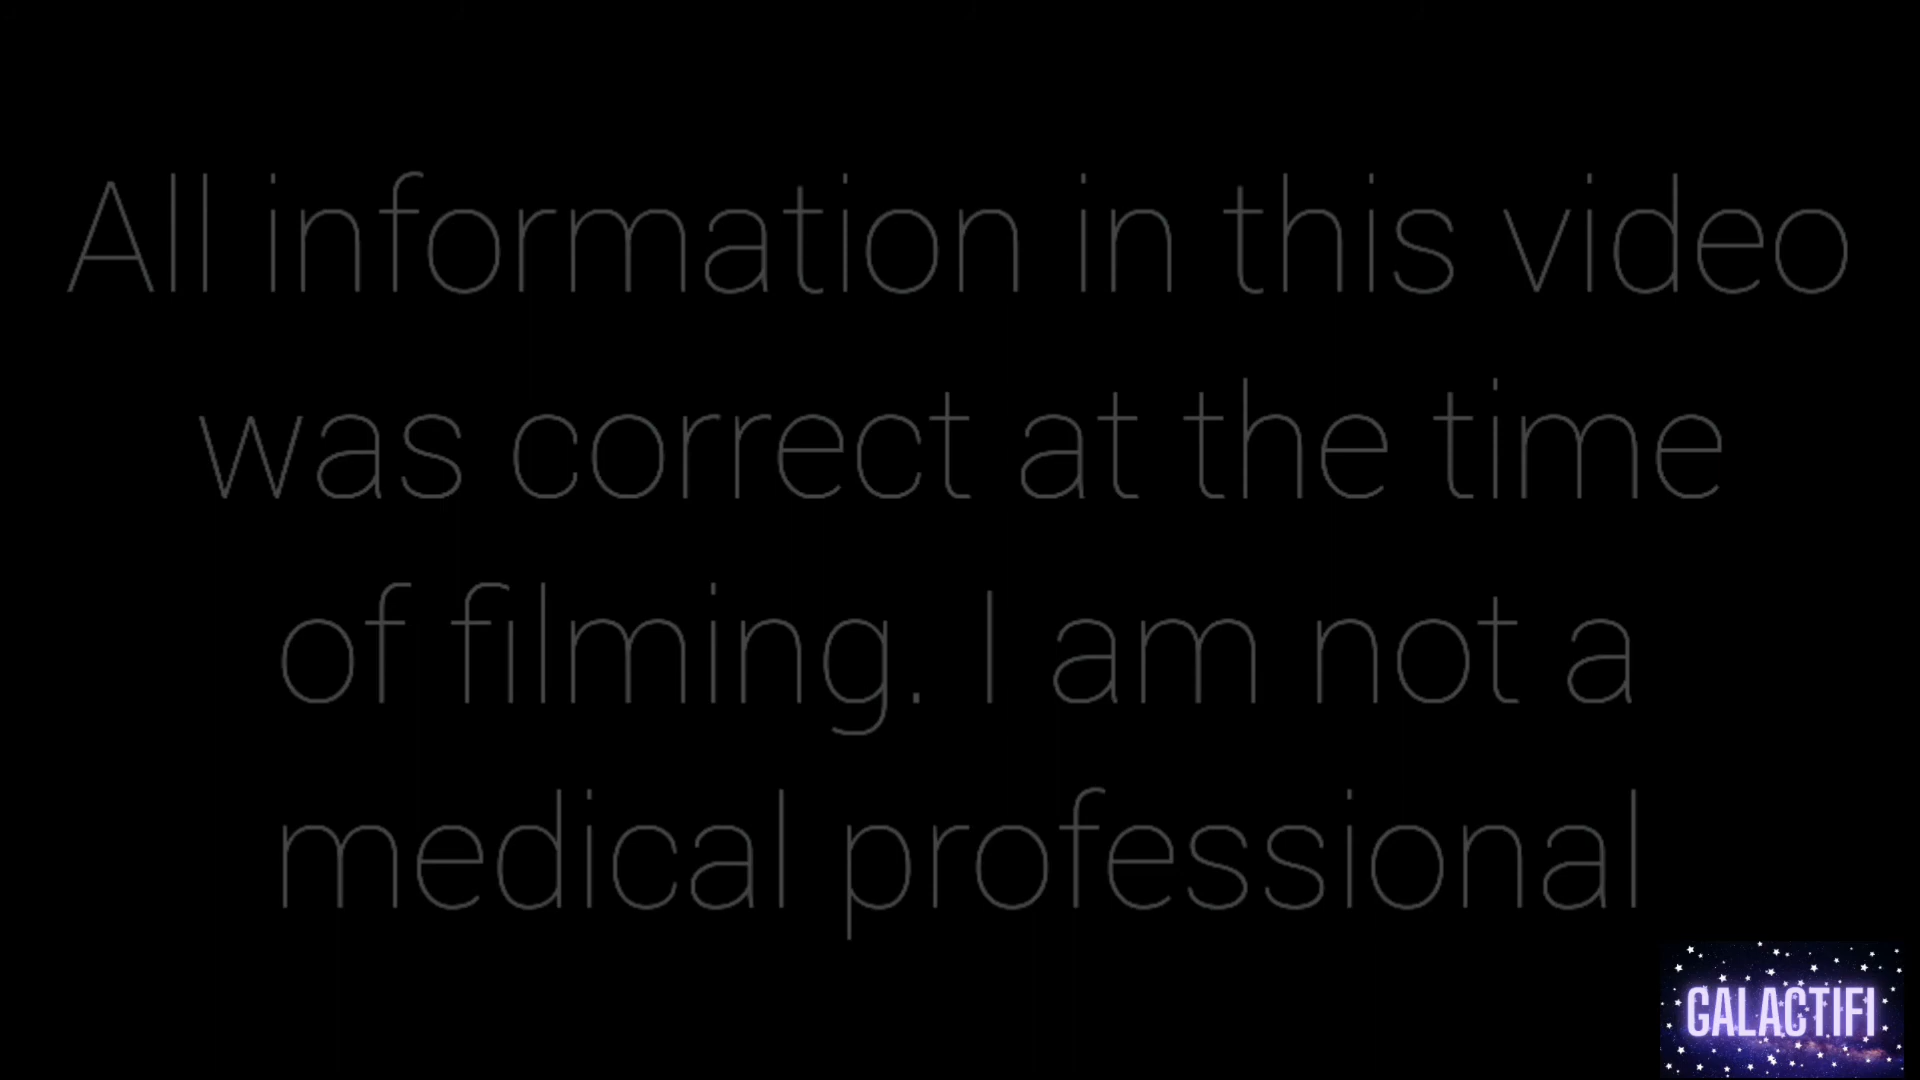 All information in this video
was correct at the time
of filming. I am not a
medical professional
GALACTIFI